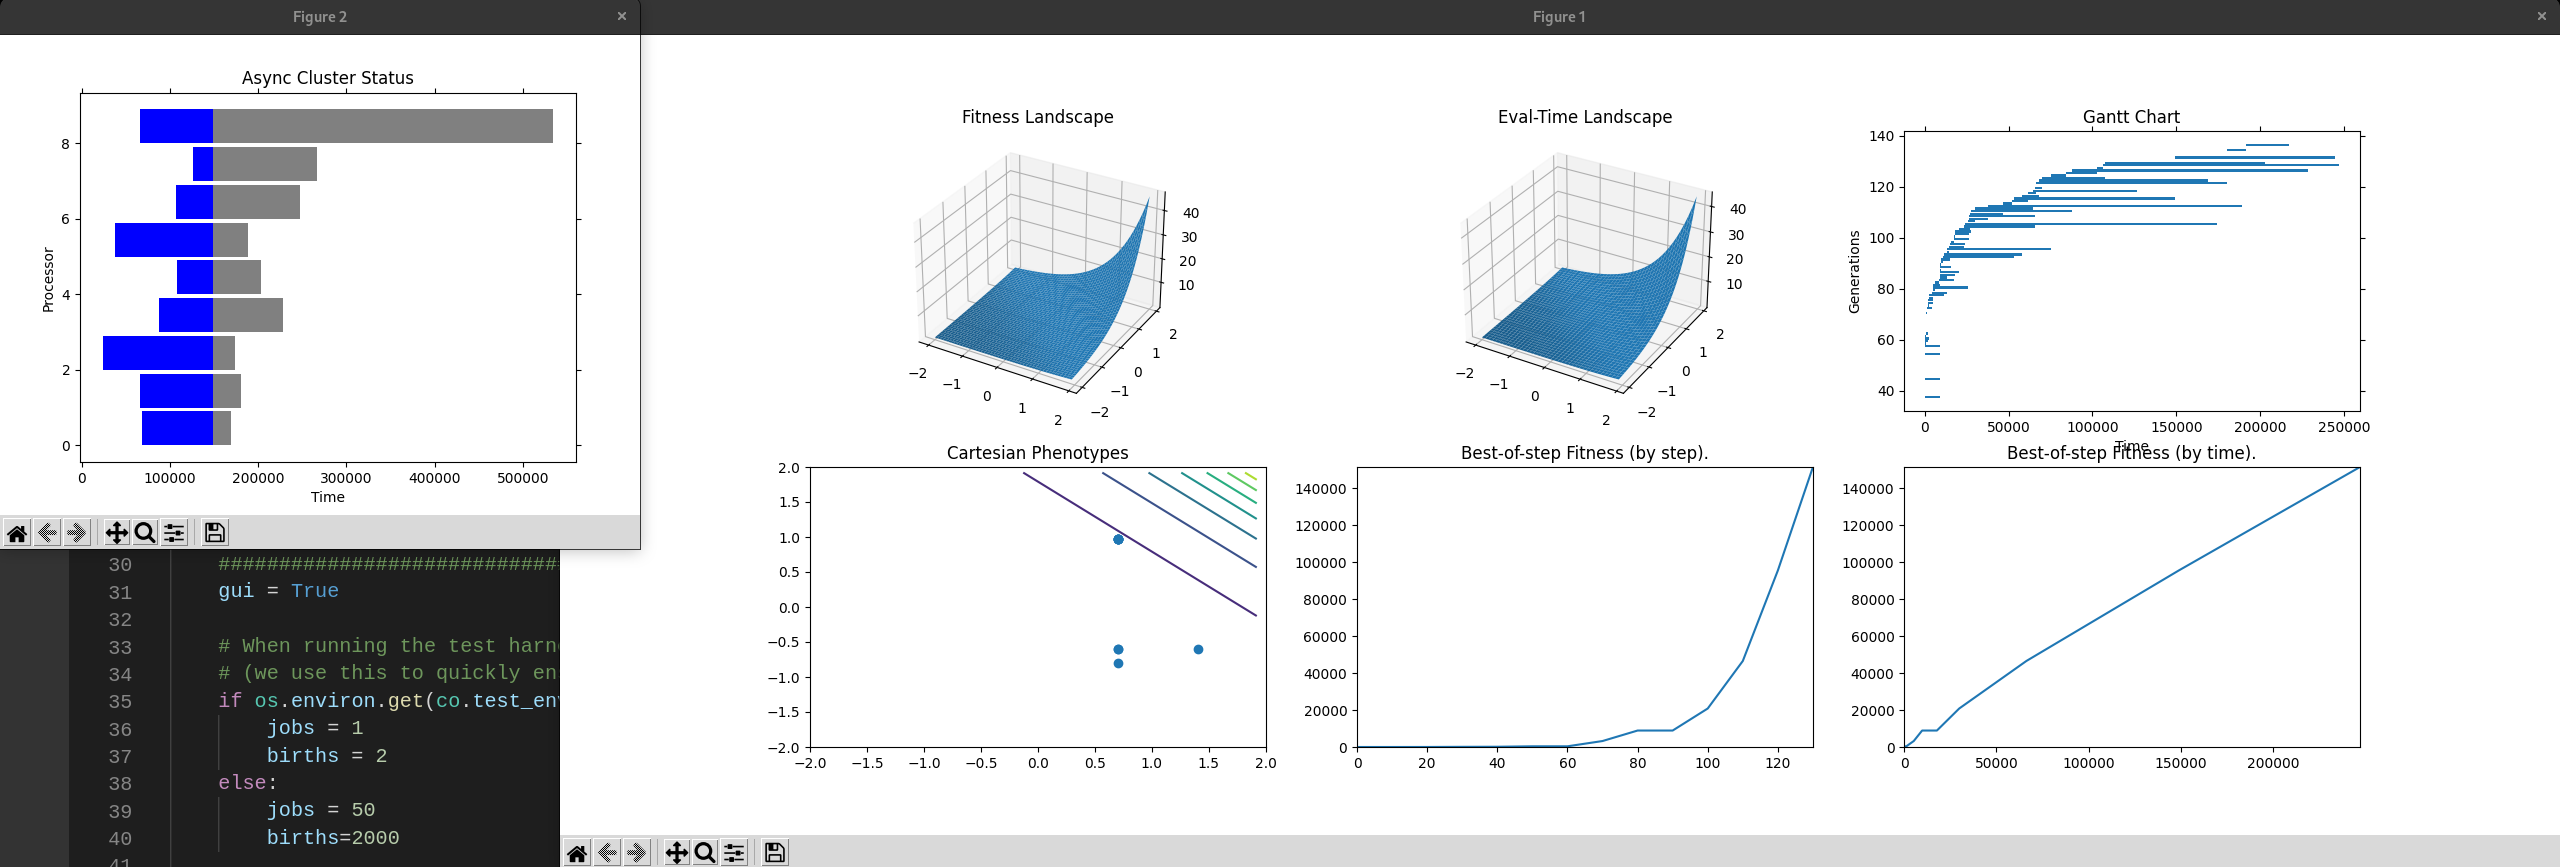 Figure 2
×
Async Cluster Status
8
6
4
2
0
Processor
0 100000 200000 300000 400000 500000
Time
30 ############################
31 gui = True
32
33 # When running the test harn
34 # (we use this to quickly en
35 if os.environ.get(co.test_en
36 jobs = 1
37 births = 2
38 else:
39 jobs = 50
40 births=2000
41
Figure 1
×
Fitness Landscape
40
30
20
10
−2 −1 0 1 2
−2 −1 0 1 2
Eval-Time Landscape
40
30
20
10
−2 −1 0 1 2
−2 −1 0 1 2
Gantt Chart
140
120
100
80
60
40
Generations
0 50000 100000 150000 200000 250000
Time
Cartesian Phenotypes
2.0
1.5
1.0
0.5
0.0
−0.5
−1.0
−1.5
−2.0
−2.0 −1.5 −1.0 −0.5 0.0 0.5 1.0 1.5 2.0
Best-of-step Fitness (by step).
140000
120000
100000
80000
60000
40000
20000
0
0 20 40 60 80 100 120
Best-of-step Fitness (by time).
140000
120000
100000
80000
60000
40000
20000
0
0 50000 100000 150000 200000